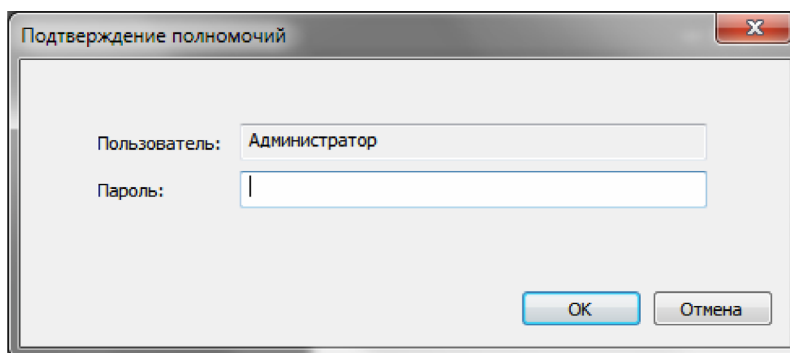 Подтверждение полномочий
Пользователь: Администратор
Пароль:
OK Отмена